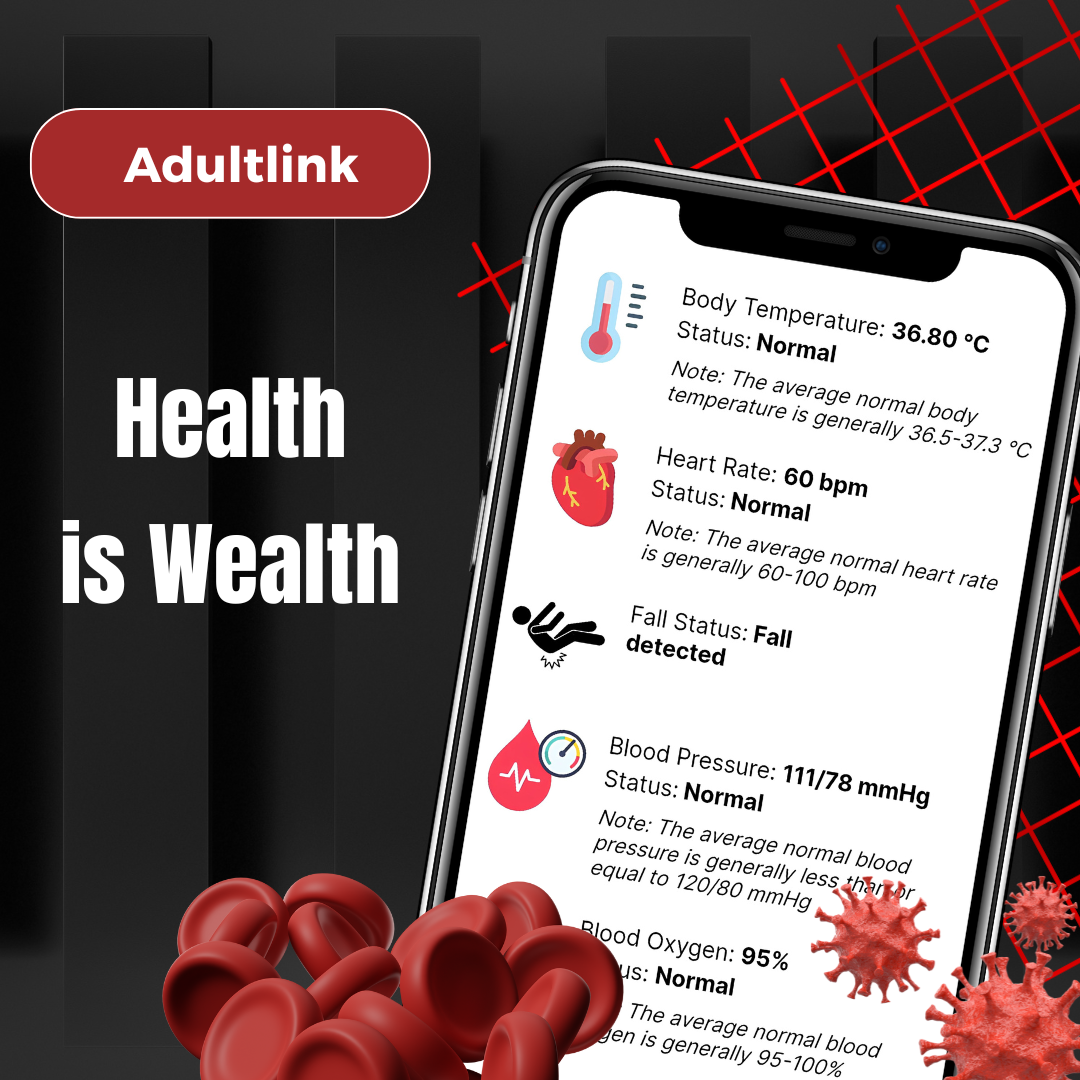 Adultlink
Health
is Wealth
Body Temperature: 36.80 °C
Status: Normal
Note: The average normal body
temperature is generally 36.5-37.3 °C
Heart Rate: 60 bpm
Status: Normal
Note: The average normal heart rate
is generally 60-100 bpm
Fall Status: Fall
detected
Blood Pressure: 111/78 mmHg
Status: Normal
Note: The average normal blood
pressure is generally less than or
equal to 120/80 mmHg
Blood Oxygen: 95%
us: Normal
The average normal blood
gen is generally 95-100%